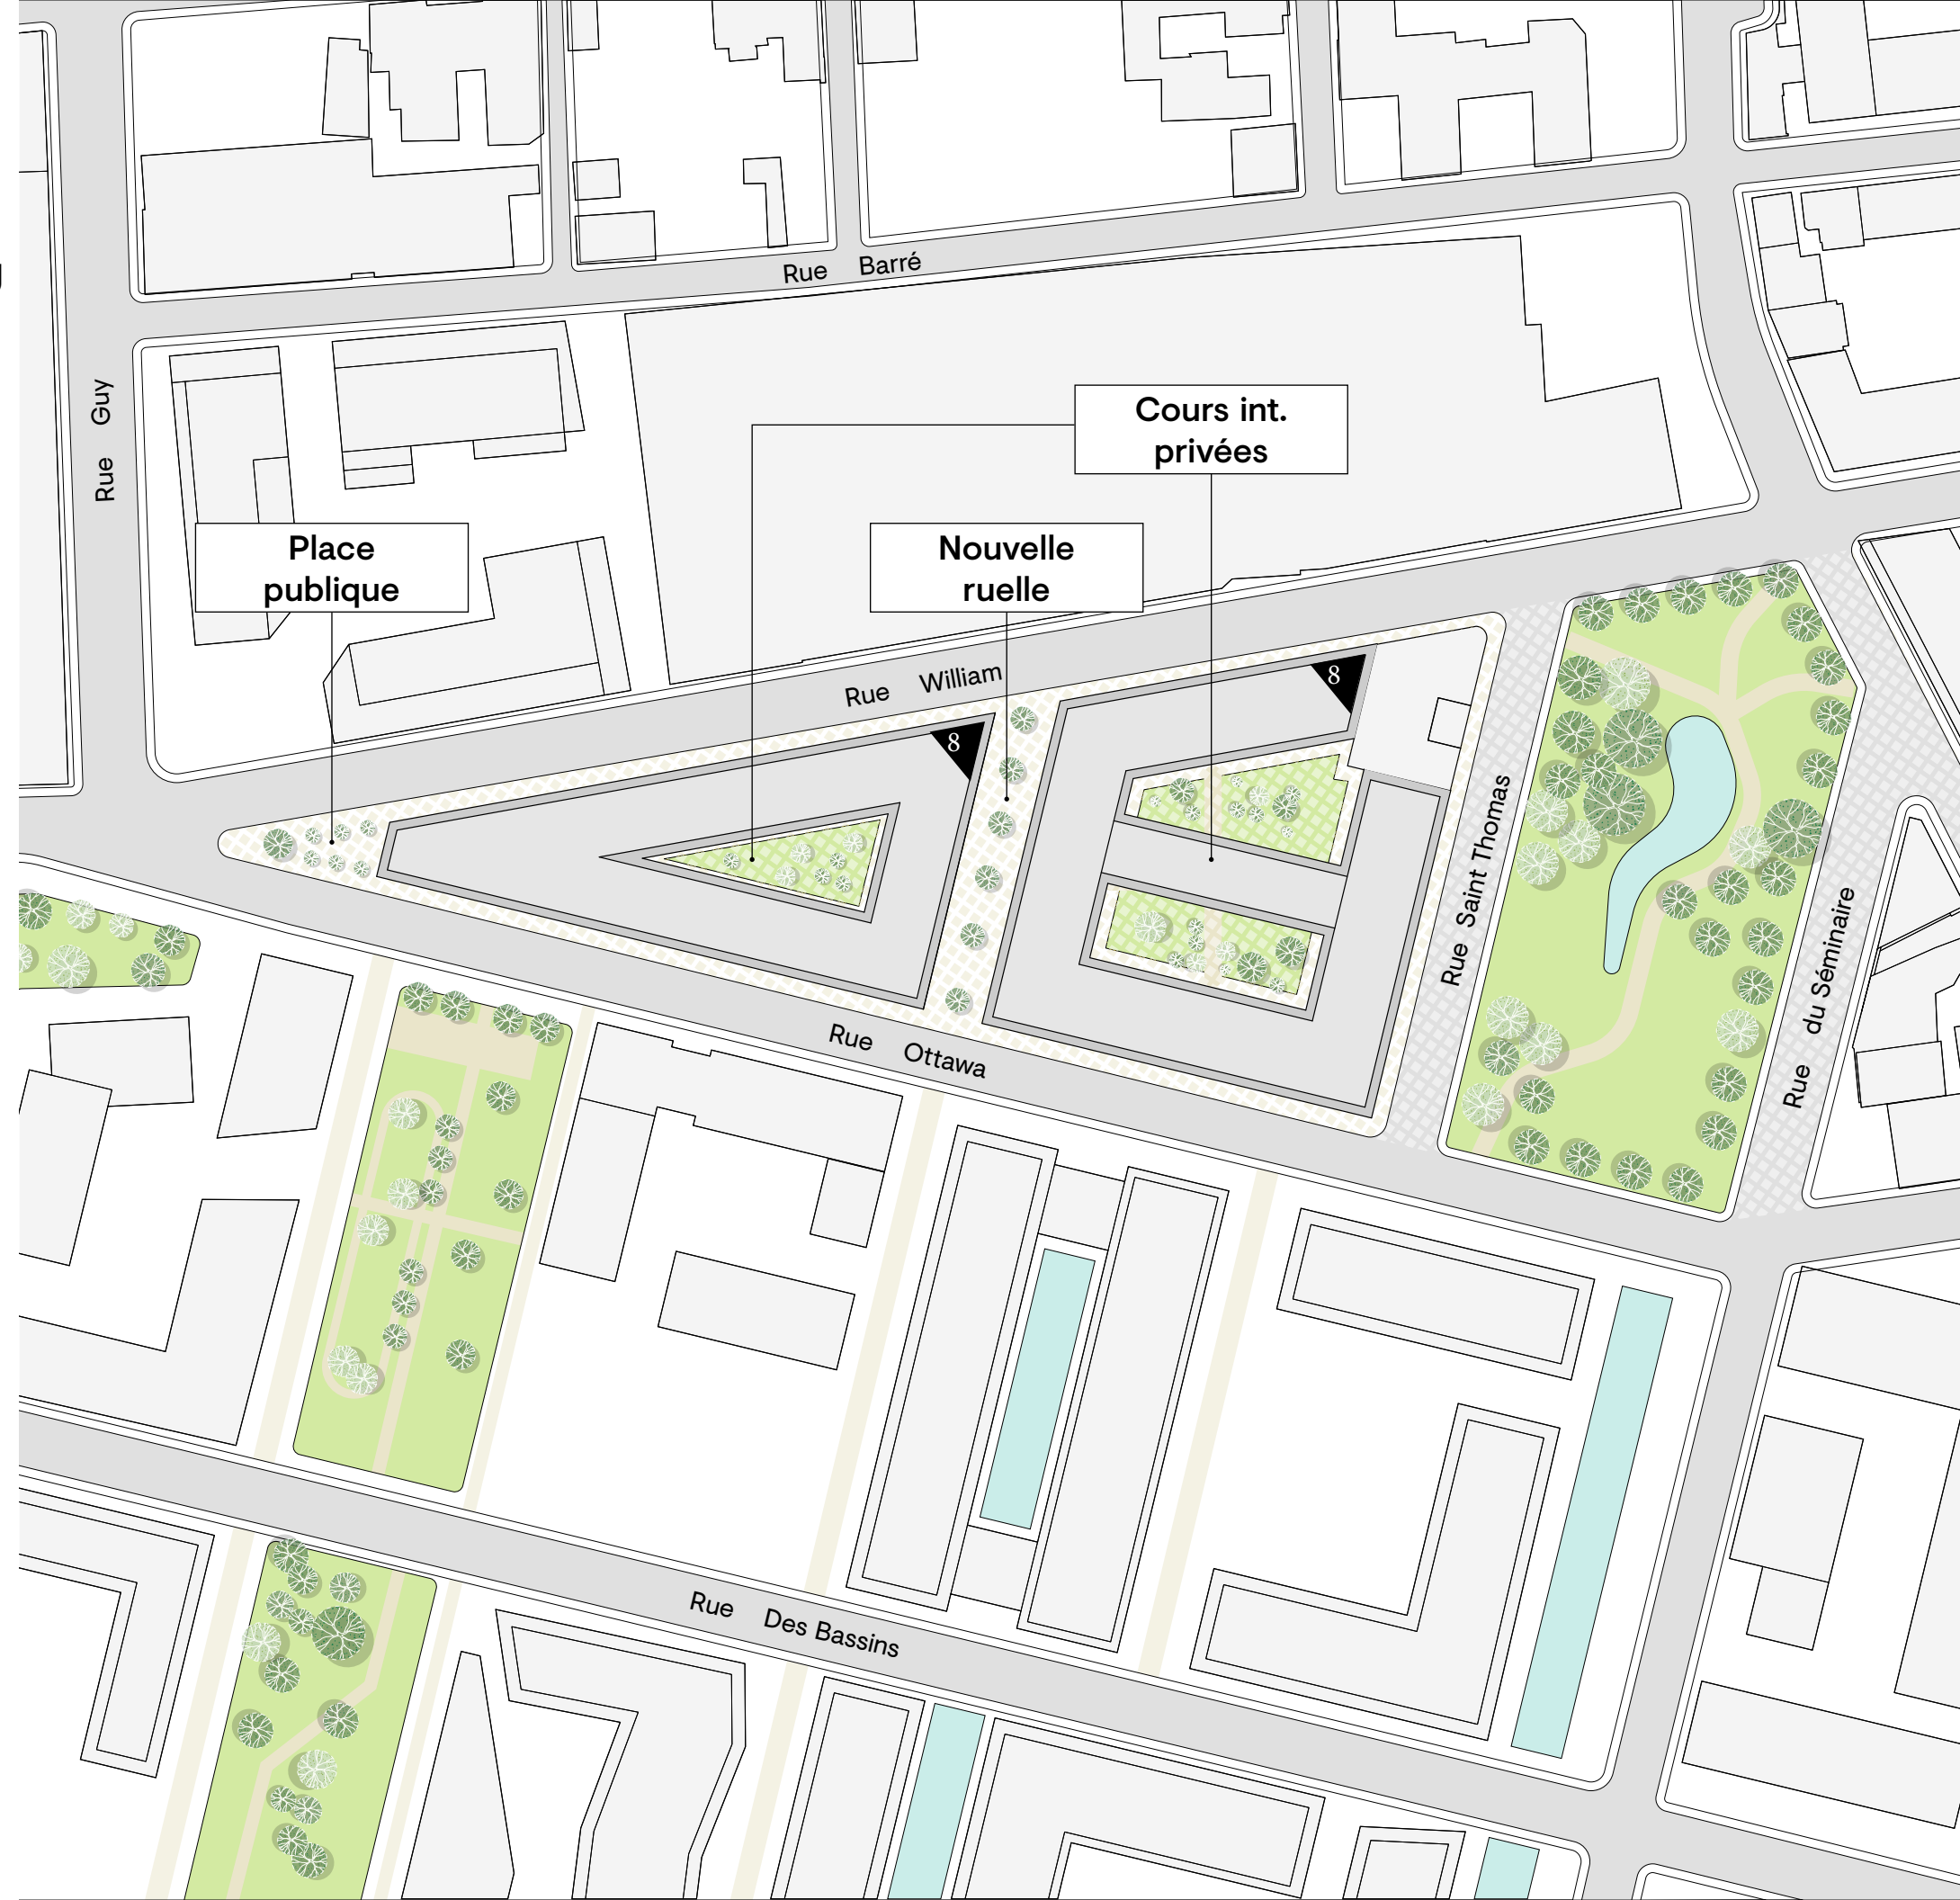 Rue Barré
Rue Guy
Cours int.
privées
Place
publique
Nouvelle
ruelle
Rue William
8
8
Rue Saint Thomas
Rue du Séminaire
Rue Ottawa
Rue Des Bassins